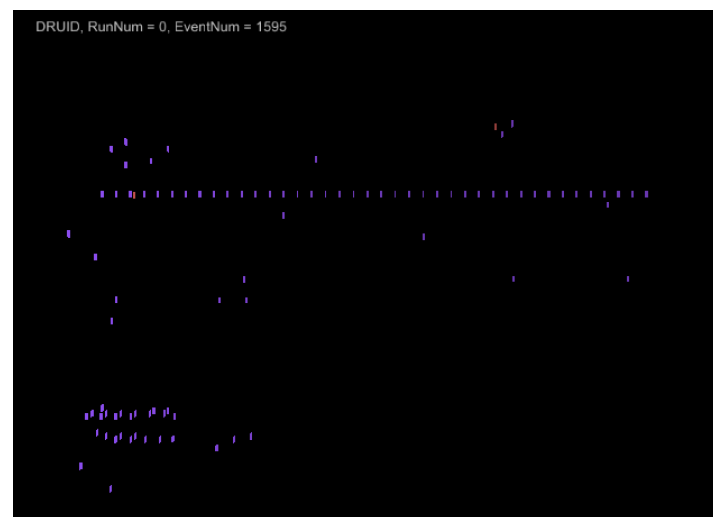 DRUID, RunNum = 0, EventNum = 1595